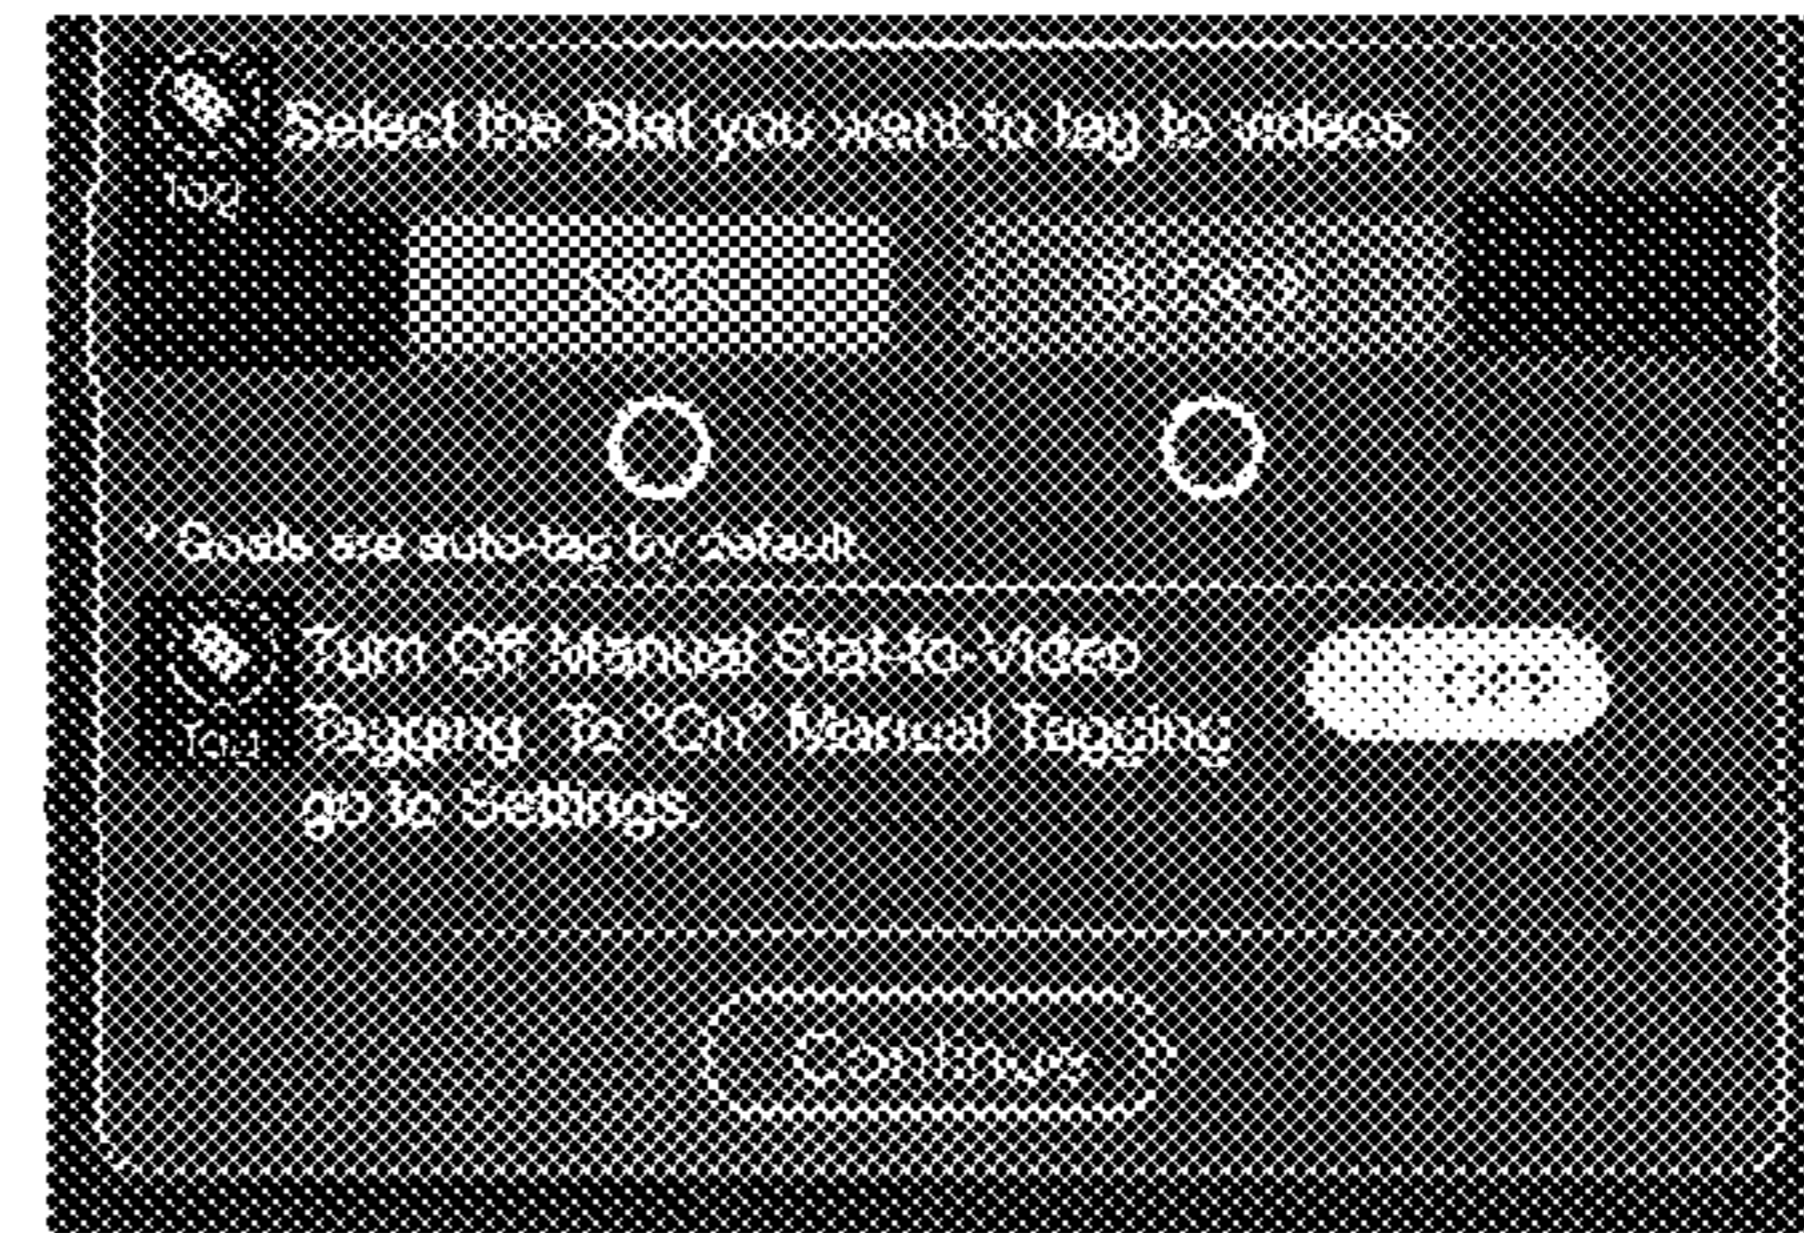 Tag
Select the Stat you want to tag to videos
* Goals are auto-tag by default.
Tag
Turn Off Manual Stat-to-Video
Tagging. To "On" Manual Tagging
go to Settings.
Continue